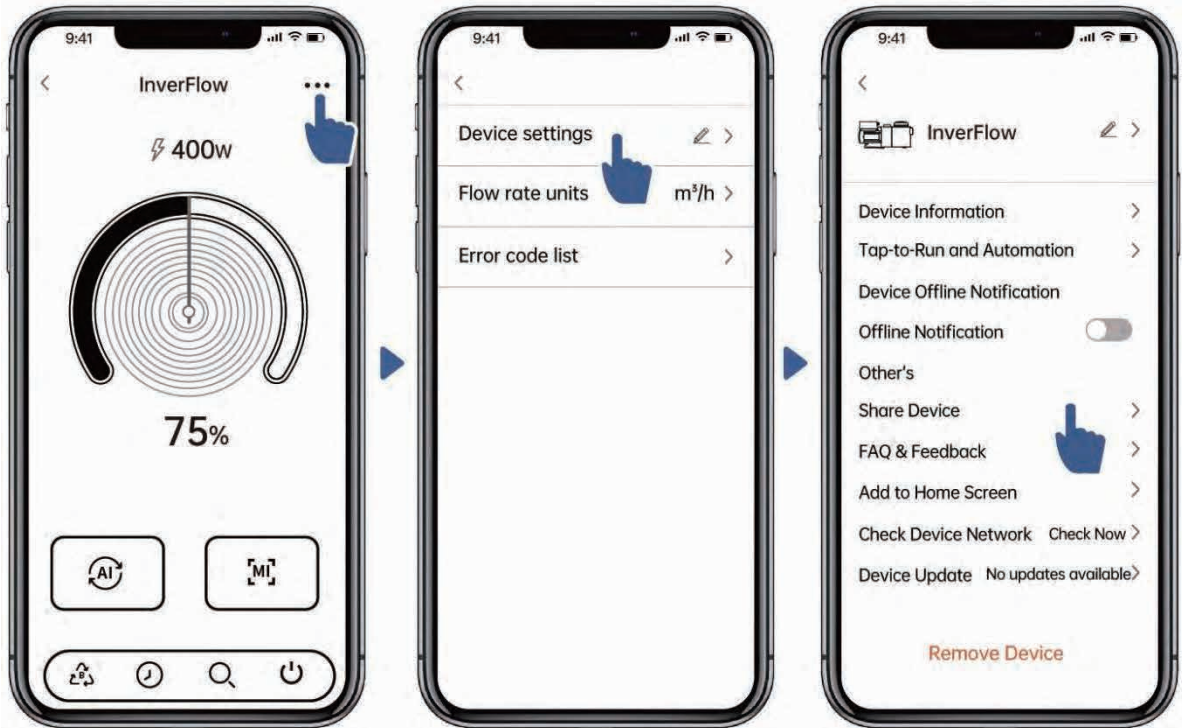 9:41
InverFlow
400w
75%
AI
MI
B
9:41
Device settings
Flow rate units m³/h
Error code list
9:41
InverFlow
Device Information
Tap-to-Run and Automation
Device Offline Notification
Offline Notification
Other's
Share Device
FAQ & Feedback
Add to Home Screen
Check Device Network Check Now
Device Update No updates available
Remove Device